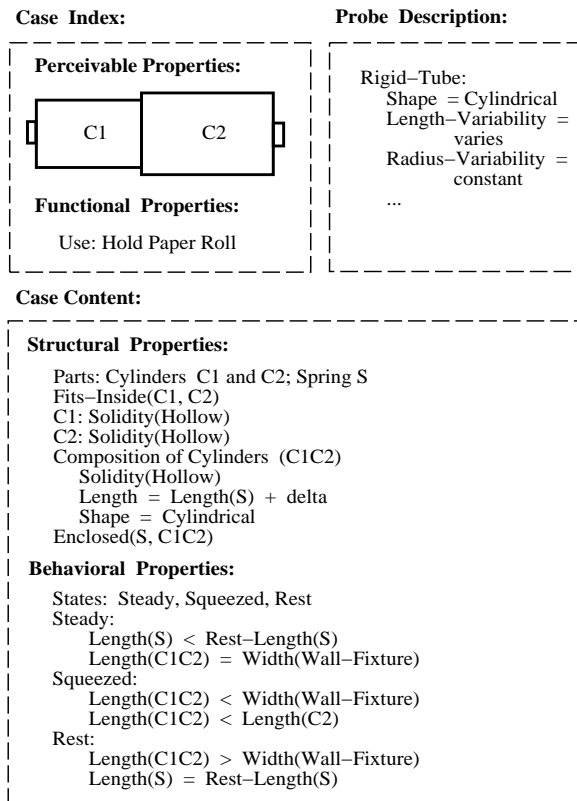 Case Index:
Perceivable Properties:
C1
C2
Functional Properties:
Use: Hold Paper Roll
Probe Description:
Rigid−Tube:
Shape = Cylindrical
Length−Variability =
varies
Radius−Variability =
constant
...
Case Content:
Structural Properties:
Parts: Cylinders C1 and C2; Spring S
Fits−Inside(C1, C2)
C1: Solidity(Hollow)
C2: Solidity(Hollow)
Composition of Cylinders (C1C2)
Solidity(Hollow)
Length = Length(S) + delta
Shape = Cylindrical
Enclosed(S, C1C2)
Behavioral Properties:
States: Steady, Squeezed, Rest
Steady:
Length(S) < Rest−Length(S)
Length(C1C2) = Width(Wall−Fixture)
Squeezed:
Length(C1C2) < Width(Wall−Fixture)
Length(C1C2) < Length(C2)
Rest:
Length(C1C2) > Width(Wall−Fixture)
Length(S) = Rest−Length(S)